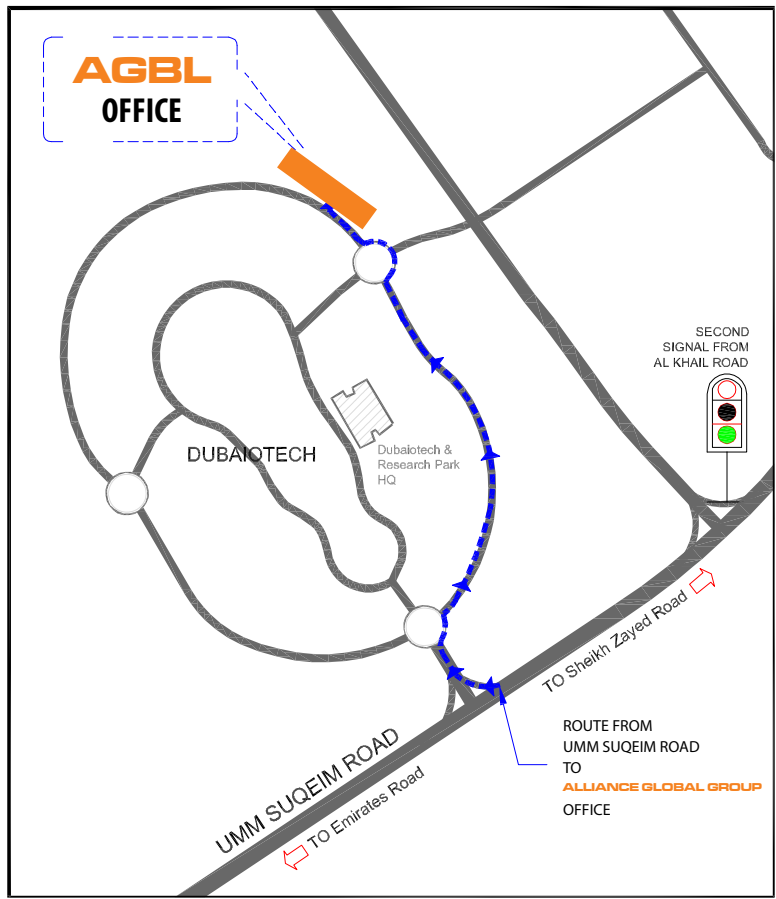 AGBL
OFFICE
SECOND
SIGNAL FROM
AL KHAIL ROAD
DUBAIOTECH
Dubaiotech &
Research Park
HQ
TO Sheikh Zayed Road
UMM SUQEIM ROAD
TO Emirates Road
ROUTE FROM
UMM SUQEIM ROAD
TO
ALLIANCE GLOBAL GROUP
OFFICE